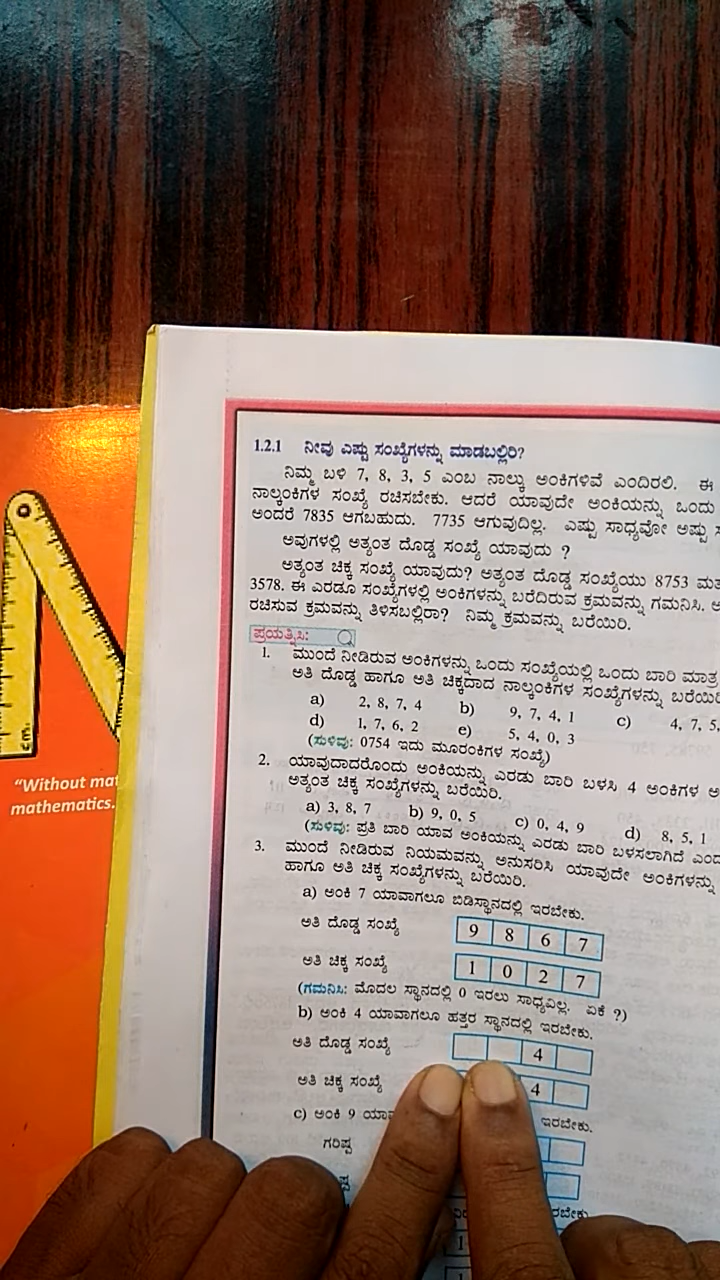 1.2.1 ನೀವು ಎಷ್ಟು ಸಂಖ್ಯೆಗಳನ್ನು ಮಾಡಬಲ್ಲಿರಿ?
ನಿಮ್ಮ ಬಳಿ 7, 8, 3, 5 ಎಂಬ ನಾಲ್ಕು ಅಂಕಿಗಳಿವೆ ಎಂದಿರಲಿ. ಈ
ನಾಲ್ಕಂಕಿಗಳ ಸಂಖ್ಯೆ ರಚಿಸಬೇಕು. ಆದರೆ ಯಾವುದೇ ಅಂಕಿಯನ್ನು ಒಂದು
ಅಂದರೆ 7835 ಆಗಬಹುದು. 7735 ಆಗುವುದಿಲ್ಲ. ಎಷ್ಟು ಸಾಧ್ಯವೋ ಅಷ್ಟು
ಅವುಗಳಲ್ಲಿ ಅತ್ಯಂತ ದೊಡ್ಡ ಸಂಖ್ಯೆ ಯಾವುದು ?
ಅತ್ಯಂತ ಚಿಕ್ಕ ಸಂಖ್ಯೆ ಯಾವುದು? ಅತ್ಯಂತ ದೊಡ್ಡ ಸಂಖ್ಯೆಯು 8753
3578. ಈ ಎರಡೂ ಸಂಖ್ಯೆಗಳಲ್ಲಿ ಅಂಕಿಗಳನ್ನು ಬರೆದಿರುವ ಕ್ರಮವನ್ನು ಗಮನಿಸಿ.
ರಚಿಸುವ ಕ್ರಮವನ್ನು ತಿಳಿಸಬಲ್ಲಿರಾ? ನಿಮ್ಮ ಕ್ರಮವನ್ನು ಬರೆಯಿರಿ.
ಪ್ರಯತ್ನಿಸಿ:
1. ಮುಂದೆ ನೀಡಿರುವ ಅಂಕಿಗಳನ್ನು ಒಂದು ಸಂಖ್ಯೆಯಲ್ಲಿ ಒಂದು ಬಾರಿ ಮಾತ್ರ
ಅತಿ ದೊಡ್ಡ ಹಾಗೂ ಅತಿ ಚಿಕ್ಕದಾದ ನಾಲ್ಕಂಕಿಗಳ ಸಂಖ್ಯೆಗಳನ್ನು
a) 2, 8, 7, 4 b) 9, 7, 4, 1 c) 4, 7, 5,
d) 1, 7, 6, 2 e) 5, 4, 0, 3
(ಸುಳಿವು: 0754 ಇದು ಮೂರಂಕಿಗಳ ಸಂಖ್ಯೆ)
2. ಯಾವುದಾದರೊಂದು ಅಂಕಿಯನ್ನು ಎರಡು ಬಾರಿ ಬಳಸಿ 4 ಅಂಕಿಗಳ
ಅತ್ಯಂತ ಚಿಕ್ಕ ಸಂಖ್ಯೆಗಳನ್ನು ಬರೆಯಿರಿ.
a) 3, 8, 7 b) 9, 0, 5 c) 0, 4, 9 d) 8, 5, 1
(ಸುಳಿವು: ಪ್ರತಿ ಬಾರಿ ಯಾವ ಅಂಕಿಯನ್ನು ಎರಡು ಬಾರಿ ಬಳಸಲಾಗಿದೆ
3. ಮುಂದೆ ನೀಡಿರುವ ನಿಯಮವನ್ನು ಅನುಸರಿಸಿ ಯಾವುದೇ ಅಂಕಿಗಳನ್ನು
ಹಾಗೂ ಅತಿ ಚಿಕ್ಕ ಸಂಖ್ಯೆಗಳನ್ನು ಬರೆಯಿರಿ.
a) ಅಂಕಿ 7 ಯಾವಾಗಲೂ ಬಿಡಿಸ್ಥಾನದಲ್ಲಿ ಇರಬೇಕು.
ಅತಿ ದೊಡ್ಡ ಸಂಖ್ಯೆ 9 8 6 7
ಅತಿ ಚಿಕ್ಕ ಸಂಖ್ಯೆ 1 0 2 7
(ಗಮನಿಸಿ: ಮೊದಲ ಸ್ಥಾನದಲ್ಲಿ 0 ಇರಲು ಸಾಧ್ಯವಿಲ್ಲ. ಏಕೆ ?)
b) ಅಂಕಿ 4 ಯಾವಾಗಲೂ ಹತ್ತರ ಸ್ಥಾನದಲ್ಲಿ ಇರಬೇಕು.
ಅತಿ ದೊಡ್ಡ ಸಂಖ್ಯೆ 4
ಅತಿ ಚಿಕ್ಕ ಸಂಖ್ಯೆ 4
c) ಅಂಕಿ 9 ಇರಬೇಕು.
ಗರಿಷ್ಠ
cm.
"Without
mathematics.